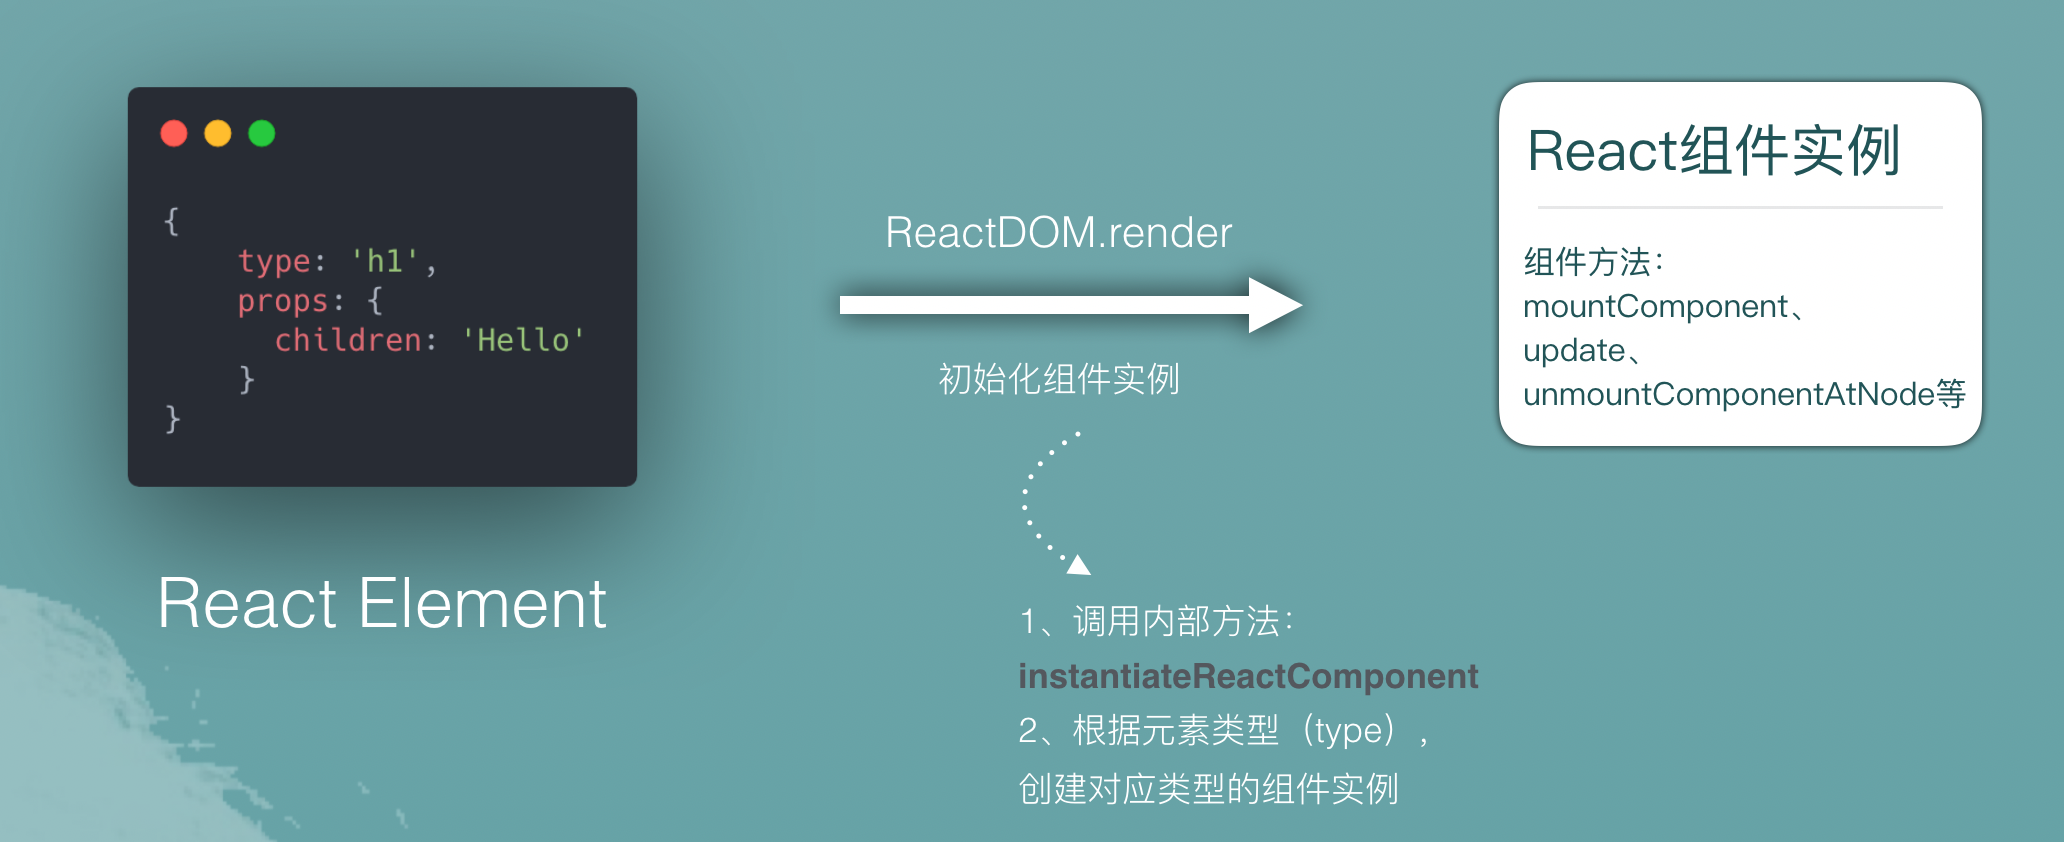 {
type: 'h1',
props: {
children: 'Hello'
}
}
React Element
ReactDOM.render
初始化组件实例
1、调用内部方法：
instantiateReactComponent
2、根据元素类型（type），
创建对应类型的组件实例
React组件实例
组件方法：
mountComponent、
update、
unmountComponentAtNode等